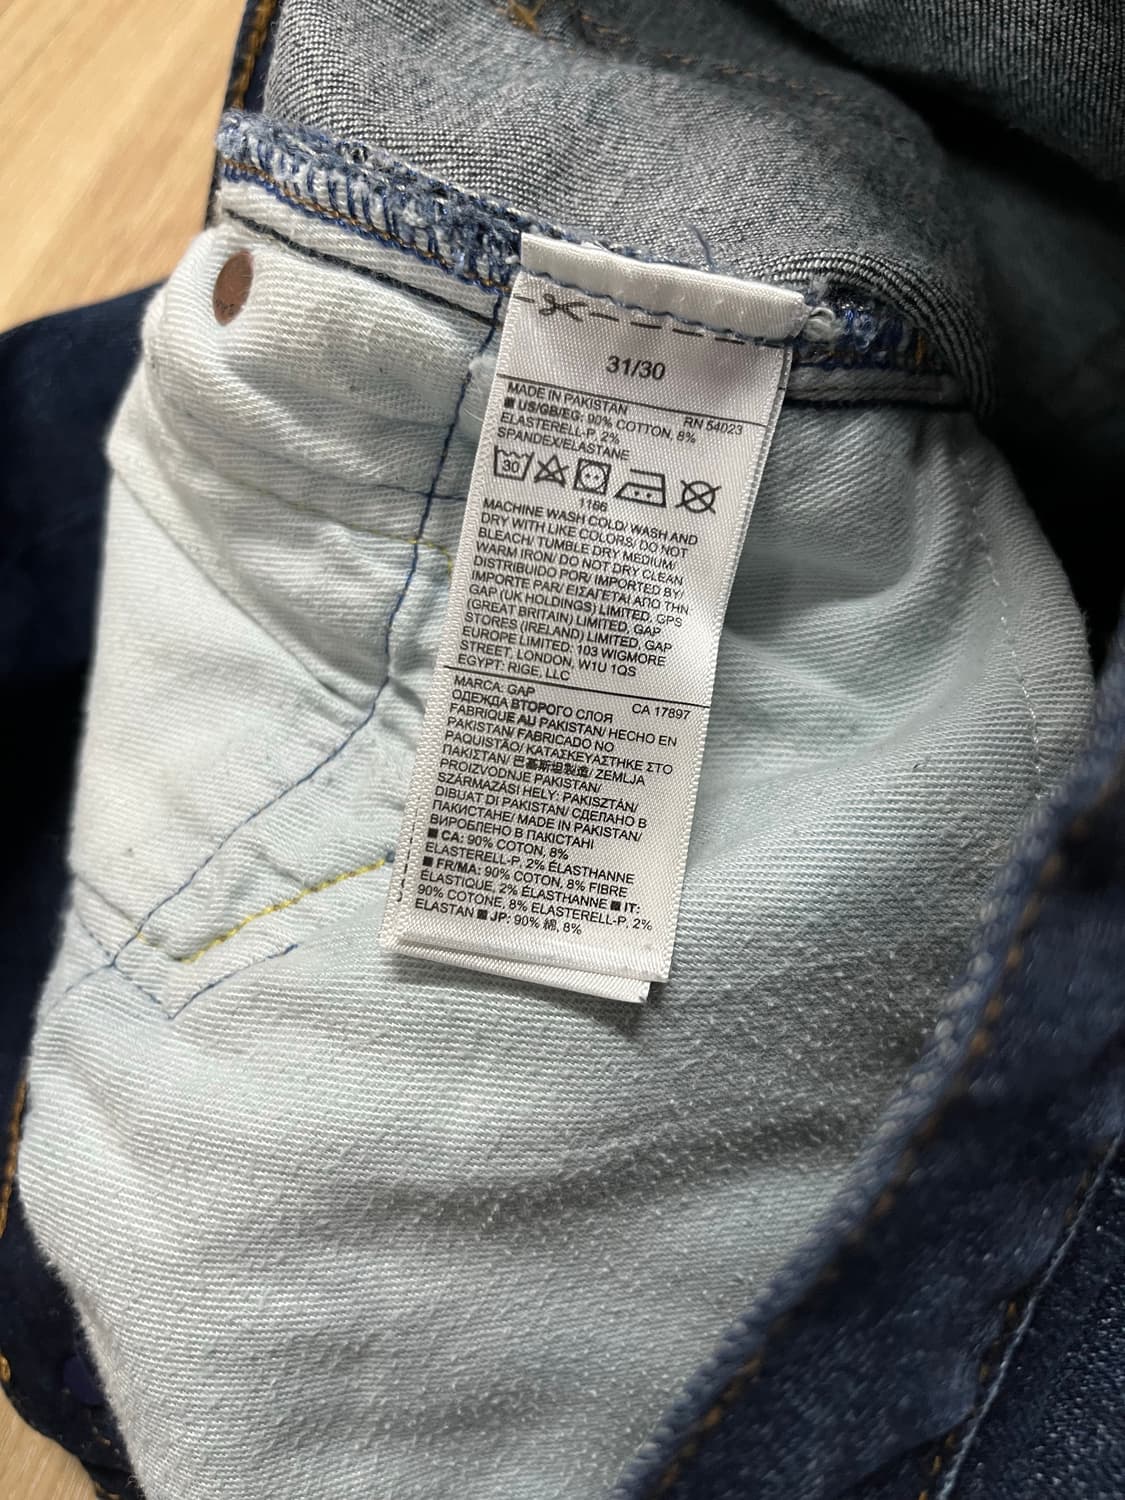 31/30
MADE IN PAKISTAN RN 54023
■ US/GB/EG: 90% COTTON, 8%
ELASTERELL-P, 2%
SPANDEX/ELASTANE
30
1166
MACHINE WASH COLD/ WASH AND
DRY WITH LIKE COLORS/ DO NOT
BLEACH/ TUMBLE DRY MEDIUM/
WARM IRON/ DO NOT DRY CLEAN
DISTRIBUIDO POR/ IMPORTED BY/
IMPORTE PAR/ ΕΙΣΑΓΕΤΑΙ ΑΠΟ ΤΗΝ
GAP (UK HOLDINGS) LIMITED, GPS
(GREAT BRITAIN) LIMITED, GAP
STORES (IRELAND) LIMITED, GAP
EUROPE LIMITED: 103 WIGMORE
STREET, LONDON, W1U 1QS
EGYPT: RIGE, LLC
MARCA: GAP CA 17897
ОДЕЖДА ВТОРОГО СЛОЯ
FABRIQUE AU PAKISTAN/ HECHO EN
PAKISTAN/ FABRICADO NO
PAQUISTÃO/ ΚΑΤΑΣΚΕΥΑΣΤΗΚΕ ΣΤΟ
ΠΑΚΙΣΤΑΝ/ 巴基斯坦製造/ ZEMLJA
PROIZVODNJE PAKISTAN/
SZÁRMAZÁSI HELY: PAKISZTÁN/
DIBUAT DI PAKISTAN/ СДЕЛАНО В
ПАКИСТАНЕ/ MADE IN PAKISTAN/
ВИРОБЛЕНО В ПАКІСТАНІ
■ CA: 90% COTON, 8%
ELASTERELL-P, 2% ÉLASTHANNE
■ FR/MA: 90% COTON, 8% FIBRE
ÉLASTIQUE, 2% ÉLASTHANNE ■ IT:
90% COTONE, 8% ELASTERELL-P, 2%
ELASTAN ■ JP: 90% 綿, 8%